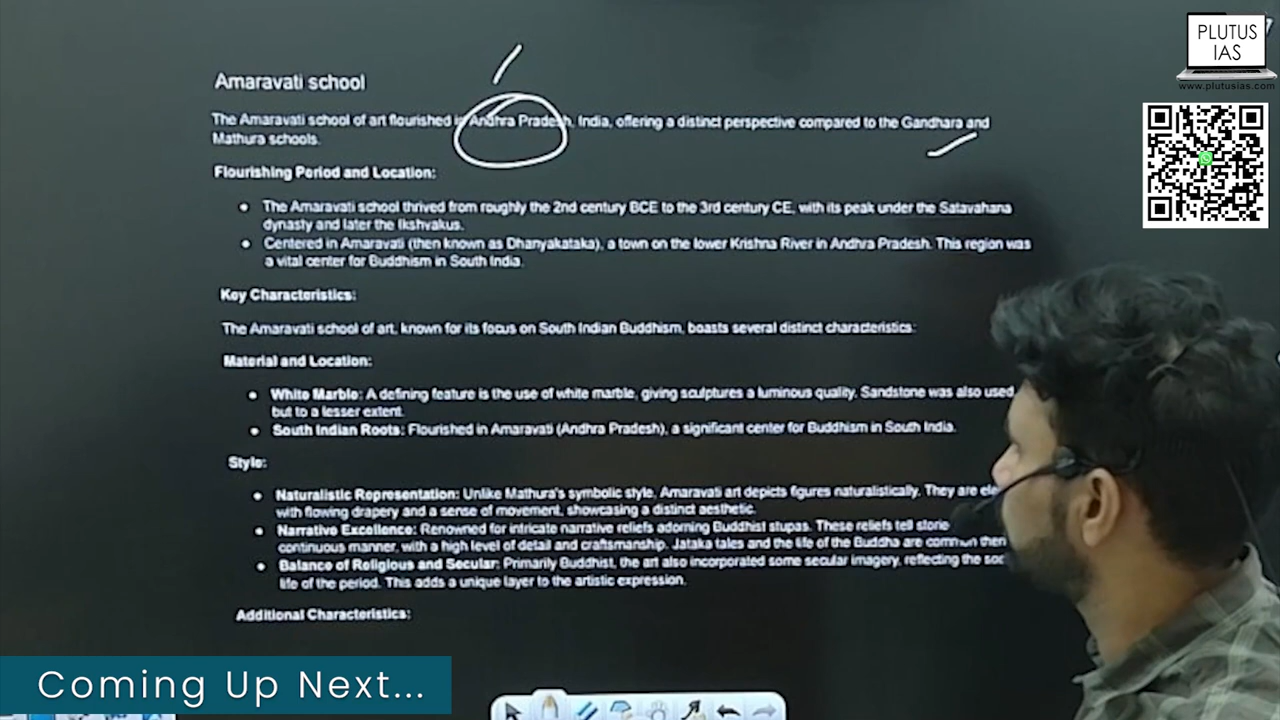 PLUTUS
IAS
www.plutusias.com
Amaravati school
The Amaravati school of art flourished in Andhra Pradesh, India, offering a distinct perspective compared to the Gandhara and
Mathura schools.
Flourishing Period and Location:
● The Amaravati school thrived from roughly the 2nd century BCE to the 3rd century CE, with its peak under the Satavahana
dynasty and later the Ikshvakus.
● Centered in Amaravati (then known as Dhanyakataka), a town on the lower Krishna River in Andhra Pradesh. This region was
a vital center for Buddhism in South India.
Key Characteristics:
The Amaravati school of art, known for its focus on South Indian Buddhism, boasts several distinct characteristics:
Material and Location:
● White Marble: A defining feature is the use of white marble, giving sculptures a luminous quality. Sandstone was also used
but to a lesser extent.
● South Indian Roots: Flourished in Amaravati (Andhra Pradesh), a significant center for Buddhism in South India.
Style:
● Naturalistic Representation: Unlike Mathura's symbolic style, Amaravati art depicts figures naturalistically. They are
with flowing drapery and a sense of movement, showcasing a distinct aesthetic.
● Narrative Excellence: Renowned for intricate narrative reliefs adorning Buddhist stupas. These reliefs tell
continuous manner, with a high level of detail and craftsmanship. Jataka tales and the life of the Buddha are common
● Balance of Religious and Secular: Primarily Buddhist, the art also incorporated some secular imagery, reflecting the
life of the period. This adds a unique layer to the artistic expression.
Additional Characteristics:
Coming Up Next...